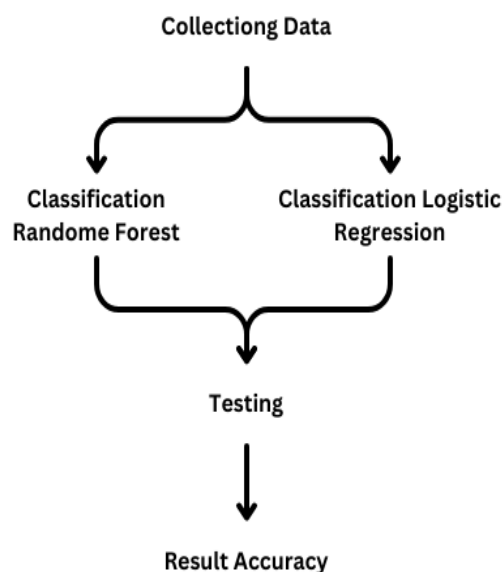 Collectiong Data
Classification
Randome Forest
Classification Logistic
Regression
Testing
Result Accuracy